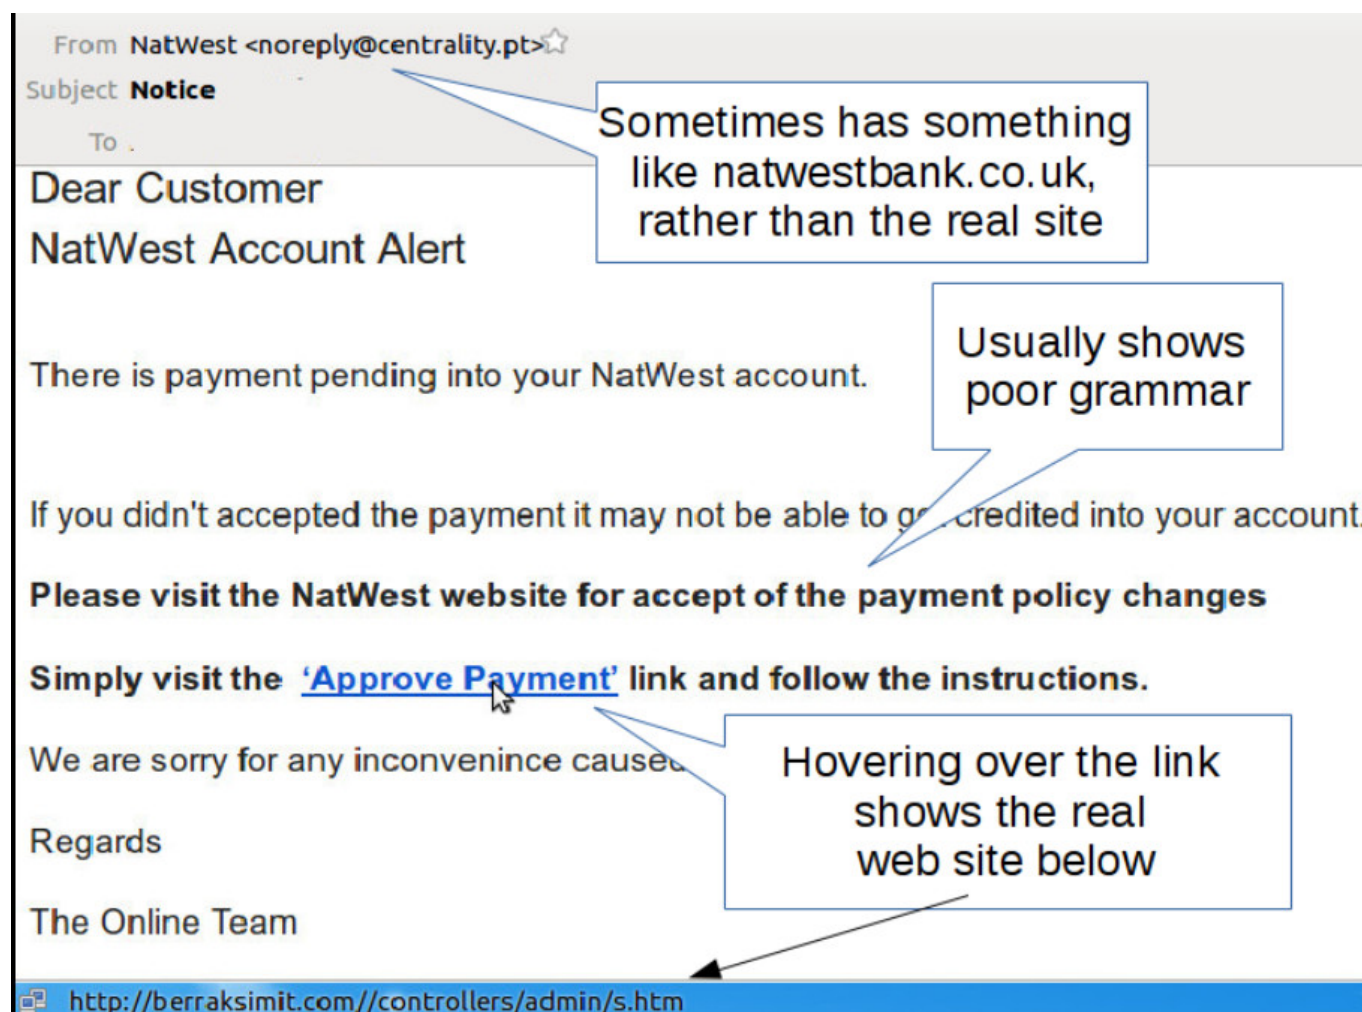 From NatWest <noreply@centrality.pt>
Subject Notice
To .
Sometimes has something
like natwestbank.co.uk,
rather than the real site
Dear Customer
NatWest Account Alert
Usually shows
poor grammar
There is payment pending into your NatWest account.
If you didn't accepted the payment it may not be able to get credited into your account.
Please visit the NatWest website for accept of the payment policy changes
Simply visit the ‘Approve Payment’ link and follow the instructions.
We are sorry for any inconvenince caused
Hovering over the link
shows the real
web site below
Regards
The Online Team
http://berraksimit.com//controllers/admin/s.htm